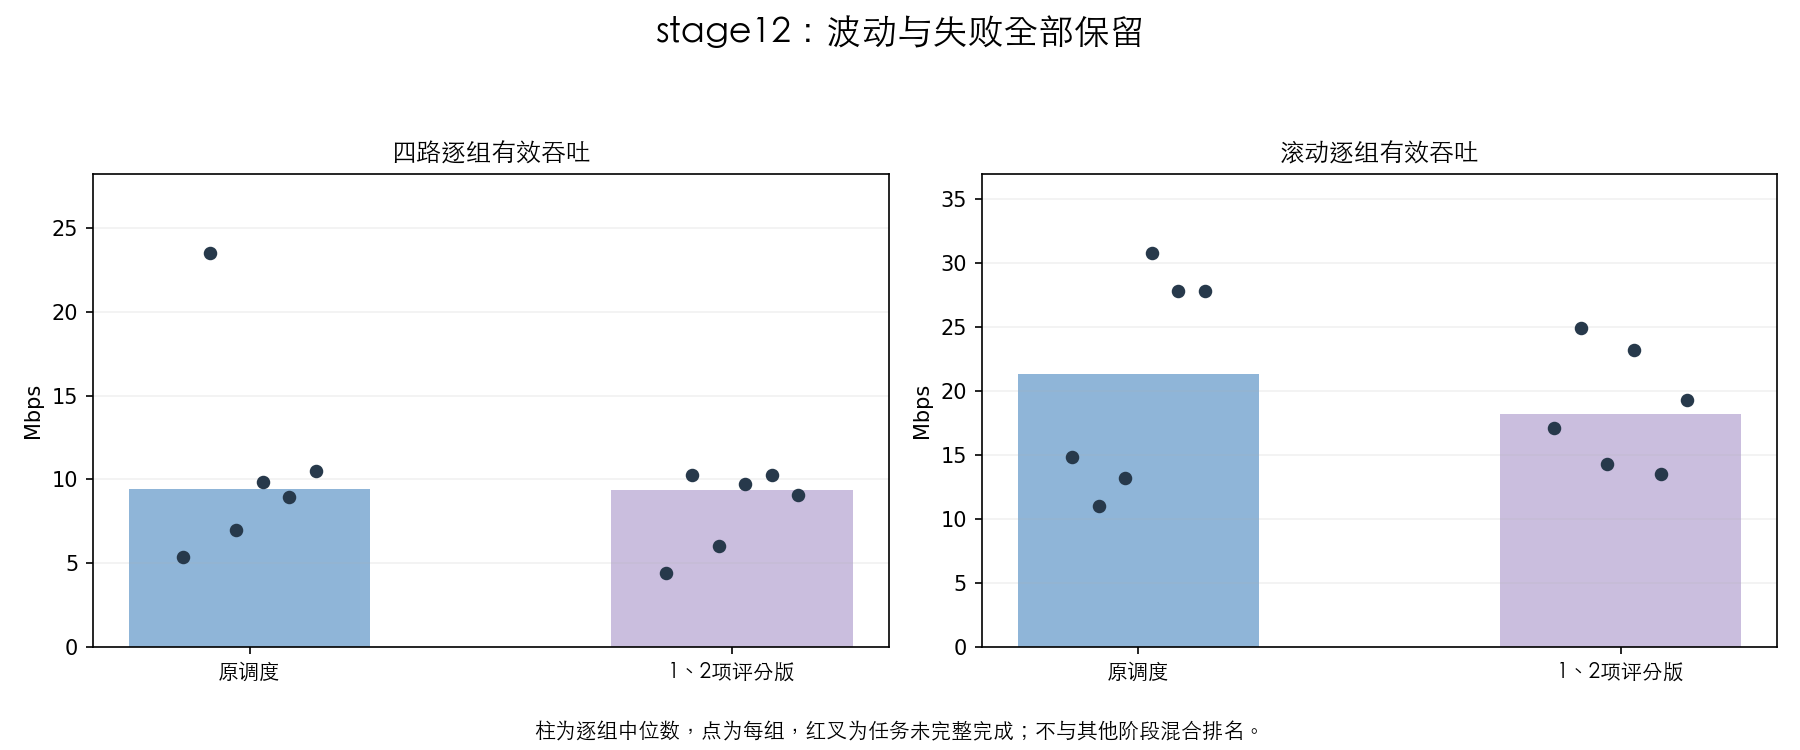 stage12：波动与失败全部保留
四路逐组有效吞吐
Mbps
25
20
15
10
5
0
原调度
1、2项评分版
滚动逐组有效吞吐
Mbps
35
30
25
20
15
10
5
0
原调度
1、2项评分版
柱为逐组中位数，点为每组，红叉为任务未完整完成；不与其他阶段混合排名。